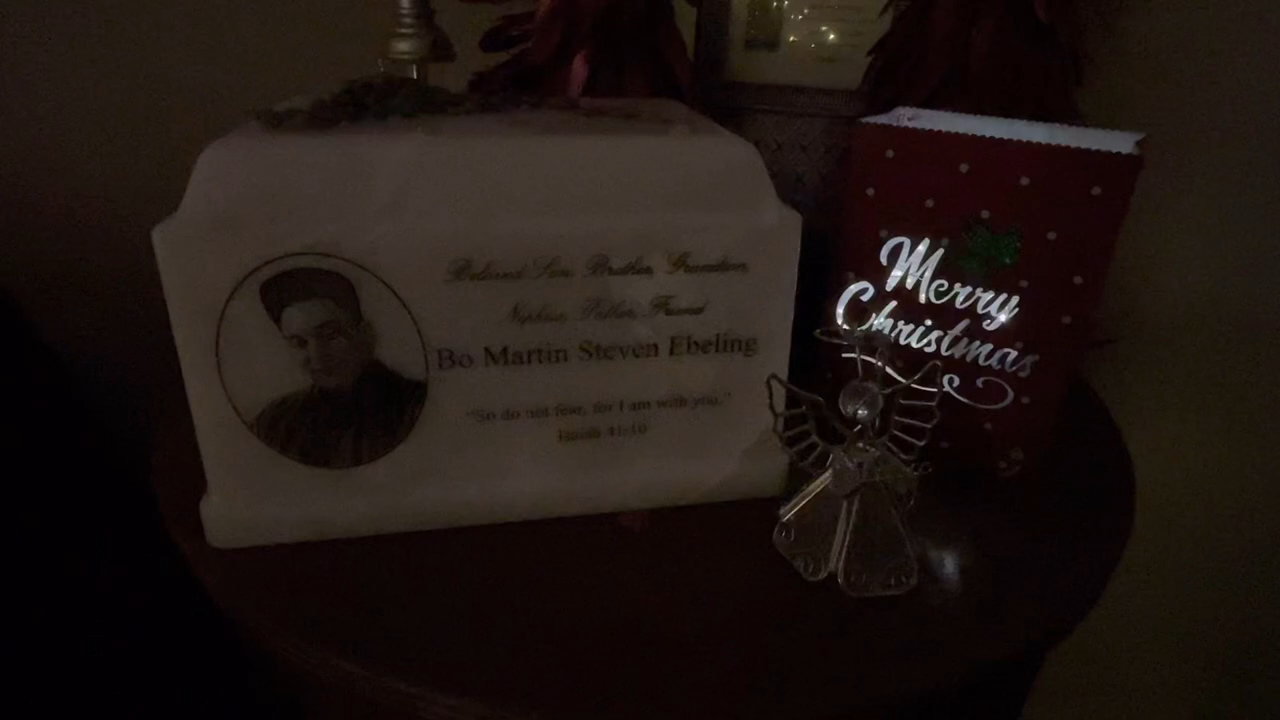 Beloved Son, Brother, Grandson,
Nephew, Father, Friend
Bo Martin Steven Ebeling
"So do not fear, for I am with you."
Isaiah 41:10
Merry
Christmas